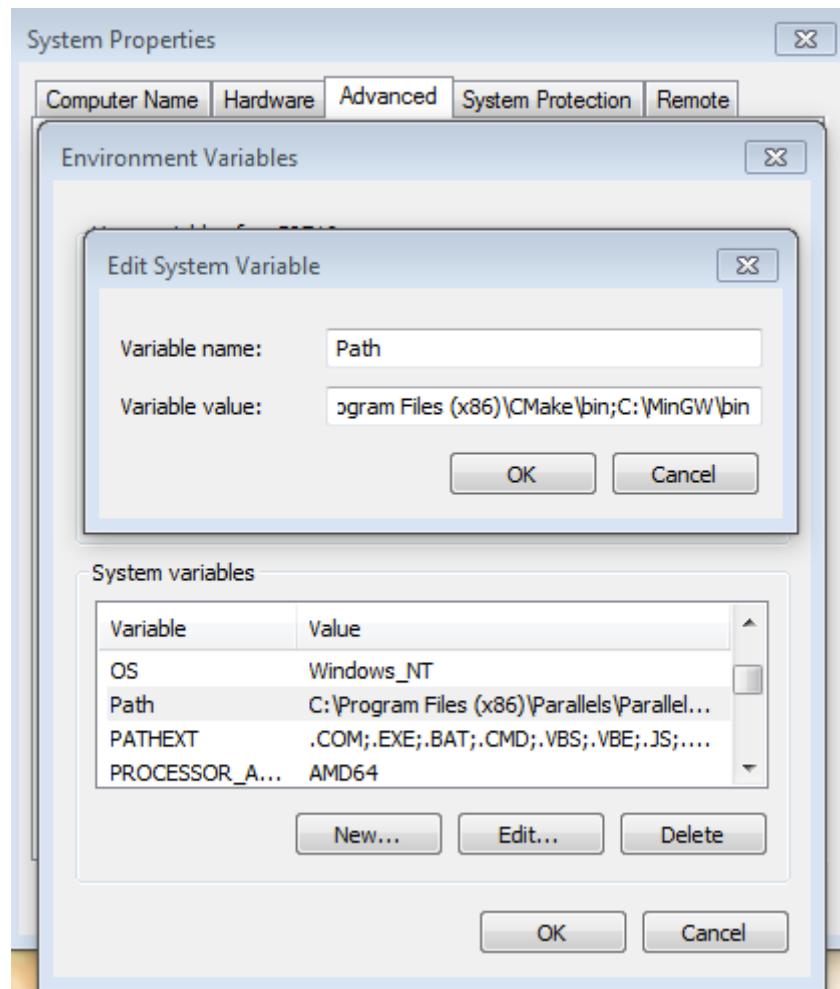 System Properties
Computer Name Hardware Advanced System Protection Remote
Environment Variables
Edit System Variable
Variable name: Path
Variable value: ogram Files (x86)\CMake\bin;C:\MinGW\bin
OK Cancel
System variables
Variable Value
OS Windows_NT
Path C:\Program Files (x86)\Parallels\Parallel...
PATHEXT .COM;.EXE;.BAT;.CMD;.VBS;.VBE;.JS;....
PROCESSOR_A... AMD64
New... Edit... Delete
OK Cancel